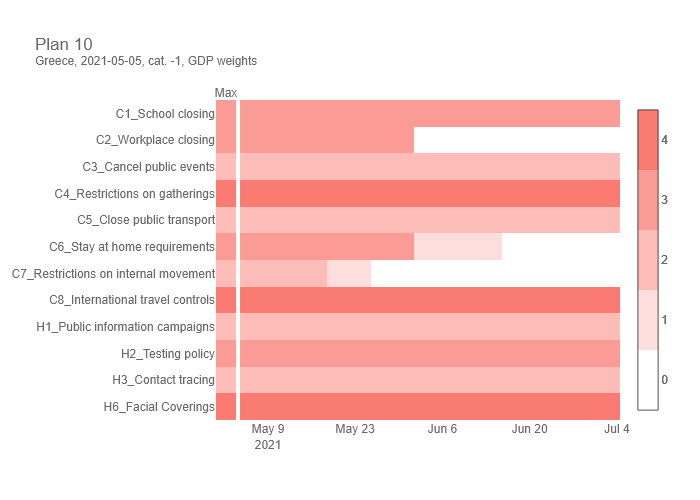 Plan 10
Greece, 2021-05-05, cat. -1, GDP weights
Max
C1_School closing
C2_Workplace closing
C3_Cancel public events
C4_Restrictions on gatherings
C5_Close public transport
C6_Stay at home requirements
C7_Restrictions on internal movement
C8_International travel controls
H1_Public information campaigns
H2_Testing policy
H3_Contact tracing
H6_Facial Coverings
May 9 May 23 Jun 6 Jun 20 Jul 4
2021
4
3
2
1
0